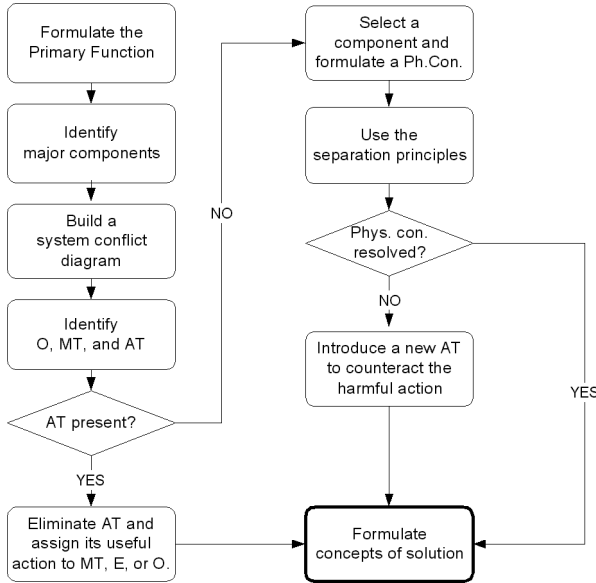 Formulate the
Primary Function
Identify
major components
Build a
system conflict
diagram
Identify
O, MT, and AT
AT present?
YES
Eliminate AT and
assign its useful
action to MT, E, or O.
NO
Select a
component and
formulate a Ph.Con.
Use the
separation principles
Phys. con.
resolved?
NO
Introduce a new AT
to counteract the
harmful action
YES
Formulate
concepts of solution